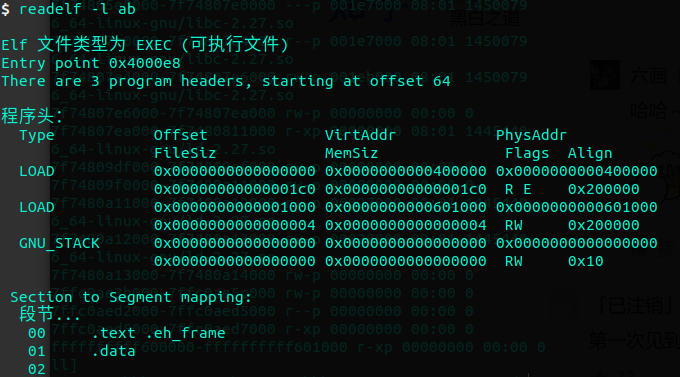 $ readelf -l ab
Elf 文件类型为 EXEC (可执行文件)
Entry point 0x4000e8
There are 3 program headers, starting at offset 64
程序头：
Type Offset VirtAddr PhysAddr
FileSiz MemSiz Flags Align
LOAD 0x0000000000000000 0x0000000000400000 0x0000000000400000
0x00000000000001c0 0x00000000000001c0 R E 0x200000
LOAD 0x0000000000001000 0x0000000000601000 0x0000000000601000
0x0000000000000004 0x0000000000000004 RW 0x200000
GNU_STACK 0x0000000000000000 0x0000000000000000 0x0000000000000000
0x0000000000000000 0x0000000000000000 RW 0x10
Section to Segment mapping:
段节...
00 .text .eh_frame
01 .data
02